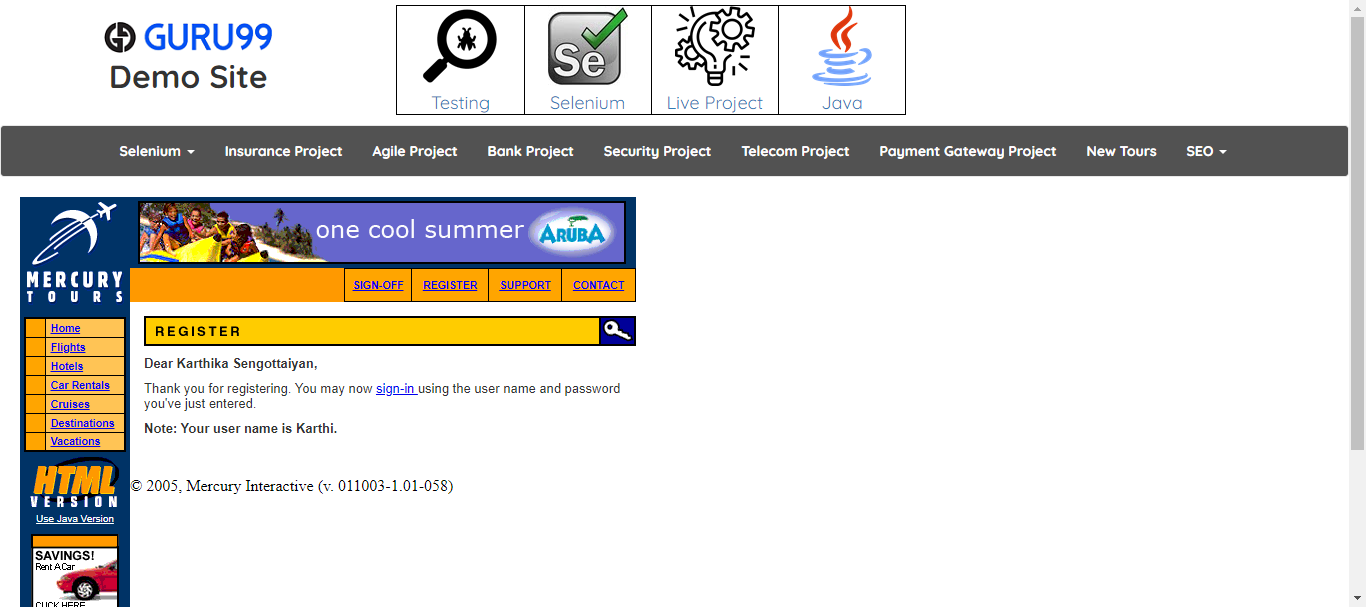 GURU99
Demo Site
Se
Testing Selenium Live Project Java
Selenium Insurance Project Agile Project Bank Project Security Project Telecom Project Payment Gateway Project New Tours SEO
one cool summer ARUBA
MERCURY
TOURS
SIGN-OFF REGISTER SUPPORT CONTACT
REGISTER
Home
Flights
Hotels
Car Rentals
Cruises
Destinations
Vacations
Dear Karthika Sengottaiyan,
Thank you for registering. You may now sign-in using the user name and password
you've just entered.
Note: Your user name is Karthi.
HTML
VERSION
Use Java Version
© 2005, Mercury Interactive (v. 011003-1.01-058)
SAVINGS!
Rent A Car
CLICK HERE